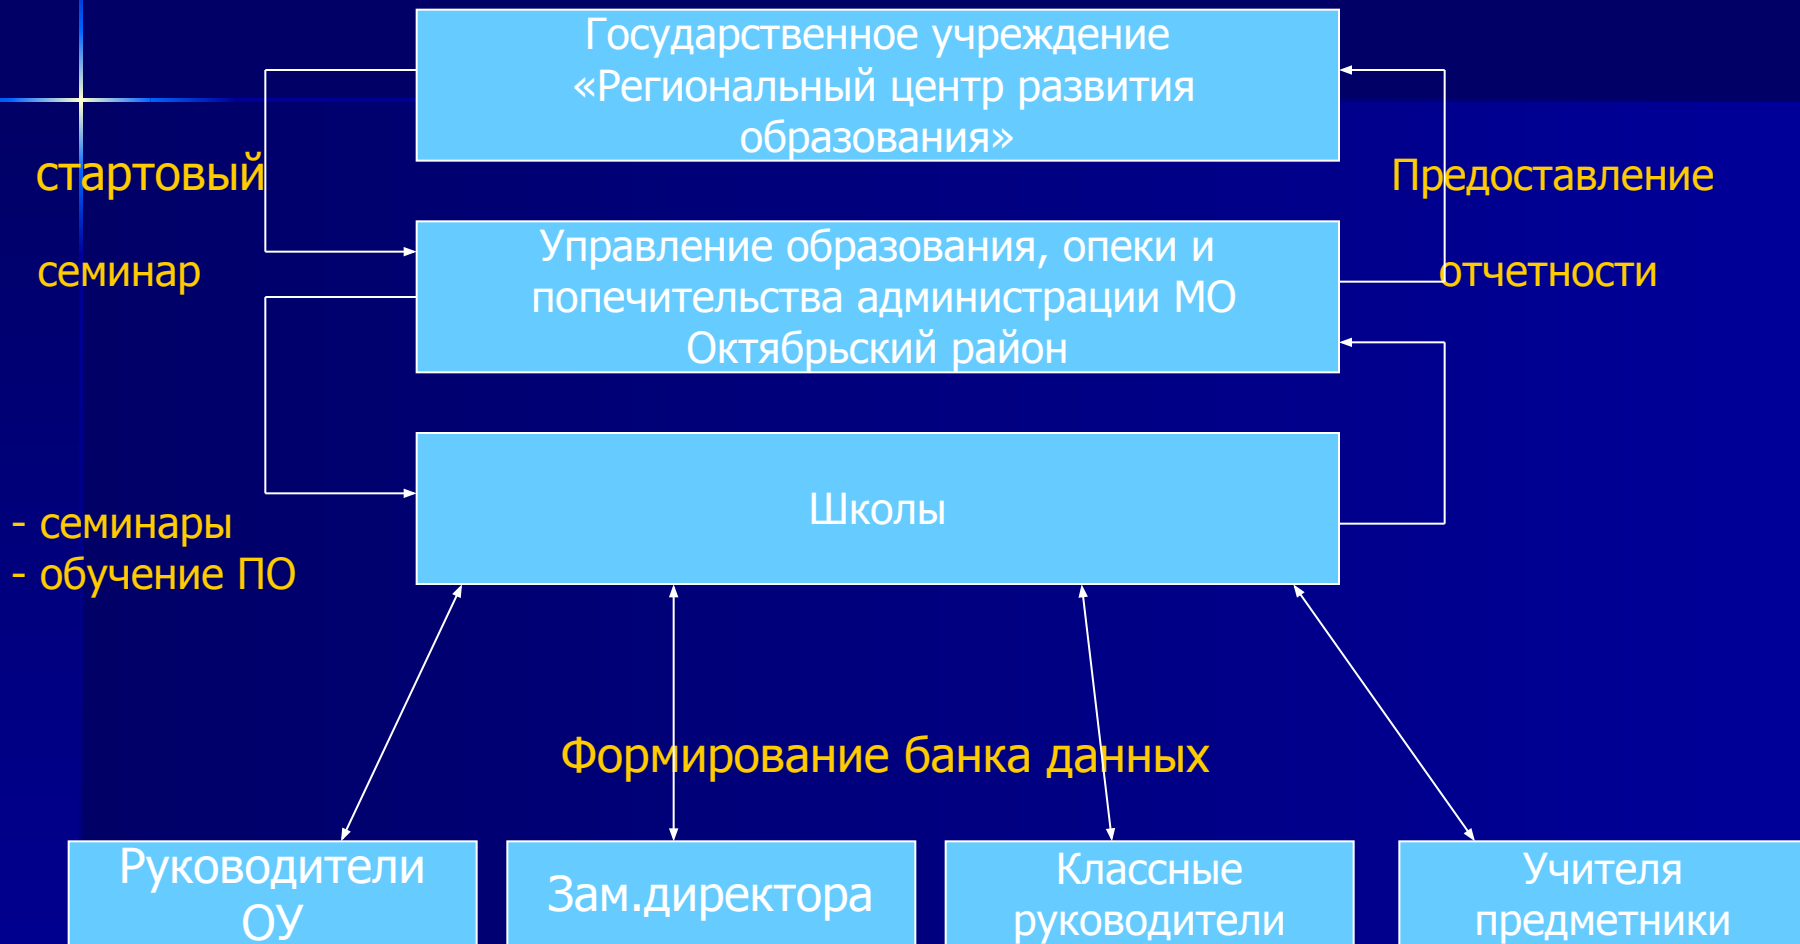 Государственное учреждение
«Региональный центр развития
образования»
стартовый
семинар
Предоставление
отчетности
Управление образования, опеки и
попечительства администрации МО
Октябрьский район
Школы
- семинары
- обучение ПО
Формирование банка данных
Руководители
ОУ
Зам.директора
Классные
руководители
Учителя
предметники